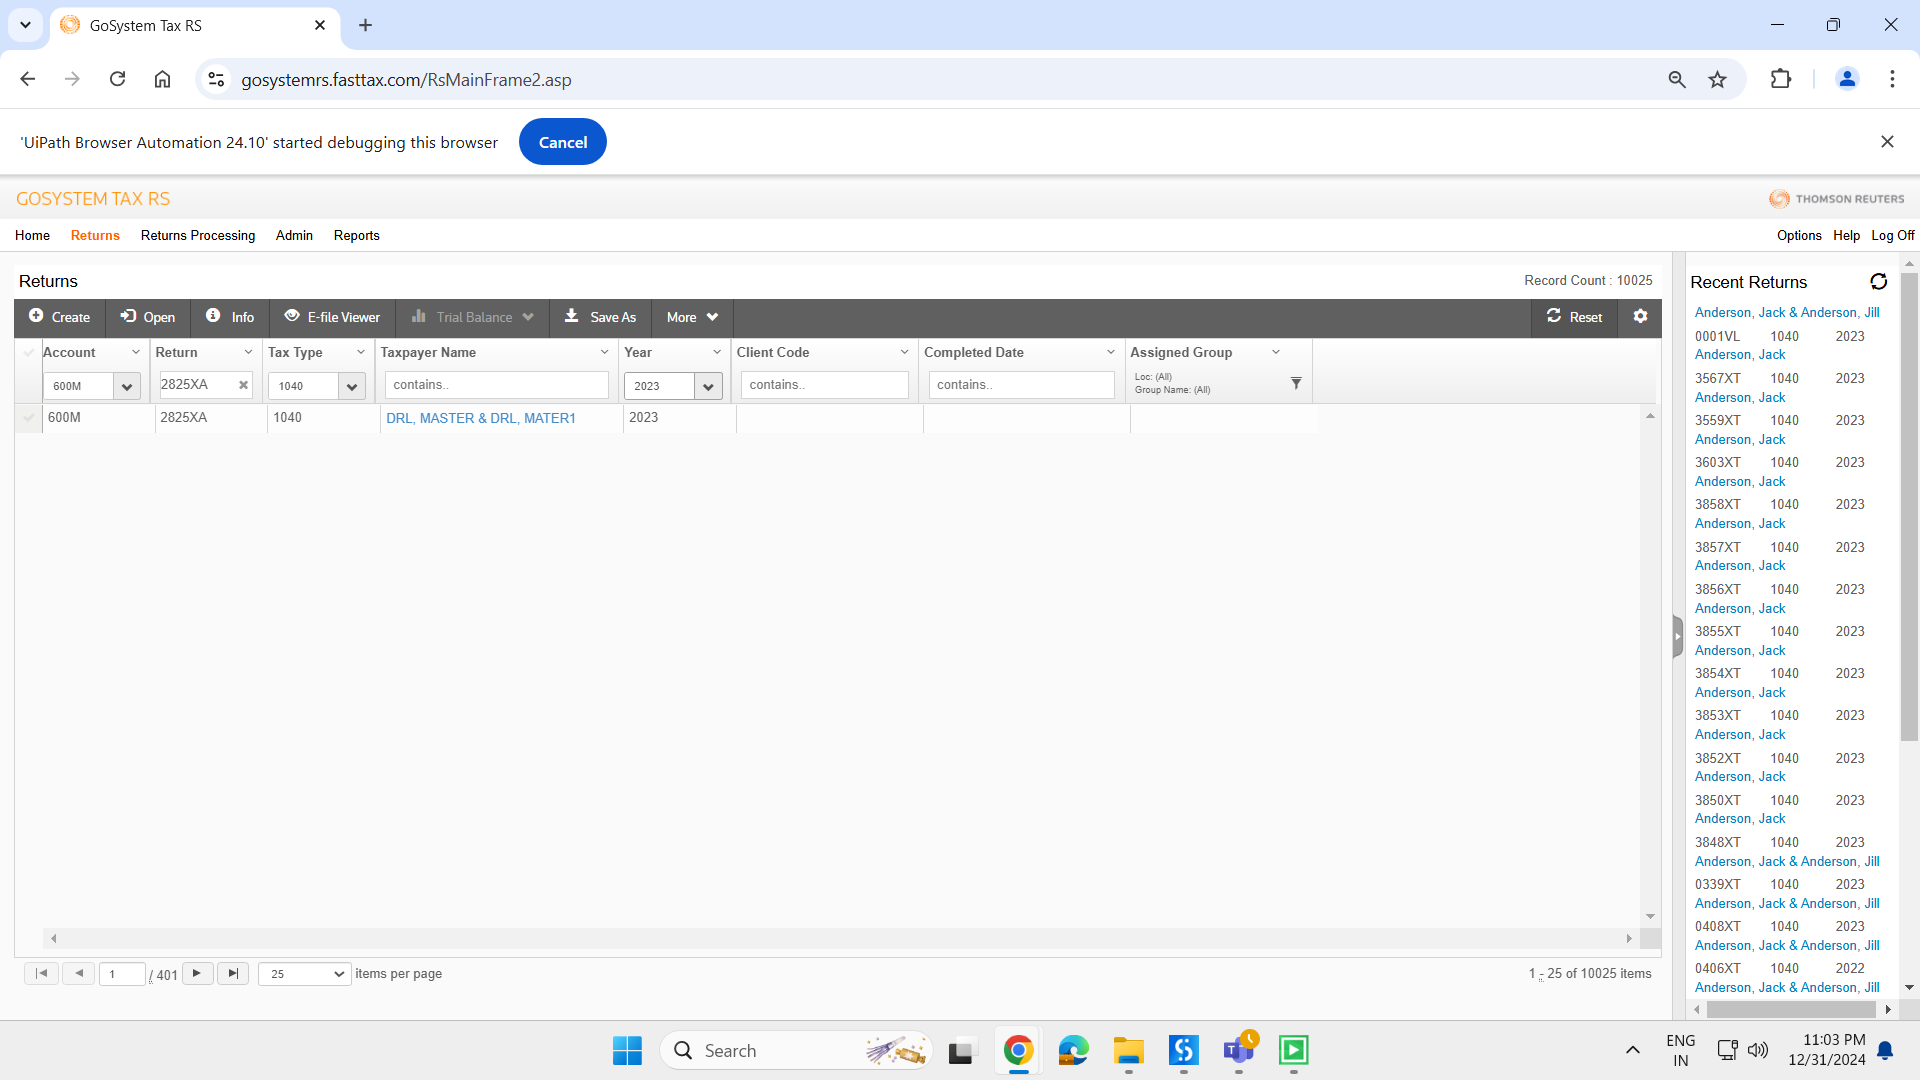 GoSystem Tax RS
gosystemrs.fasttax.com/RsMainFrame2.asp
'UiPath Browser Automation 24.10' started debugging this browser
Cancel
GOSYSTEM TAX RS
THOMSON REUTERS
Home Returns Returns Processing Admin Reports
Options Help Log Off
Returns
Record Count : 10025
Create Open Info E-file Viewer Trial Balance Save As More Reset
Account Return Tax Type Taxpayer Name Year Client Code Completed Date Assigned Group
600M 2825XA 1040 contains.. 2023 contains.. contains..
Loc: (All)
Group Name: (All)
600M 2825XA 1040 DRL, MASTER & DRL, MATER1 2023
1 / 401 25 items per page
1 - 25 of 10025 items
Recent Returns
Anderson, Jack & Anderson, Jill
0001VL 1040 2023
Anderson, Jack
3567XT 1040 2023
Anderson, Jack
3559XT 1040 2023
Anderson, Jack
3603XT 1040 2023
Anderson, Jack
3858XT 1040 2023
Anderson, Jack
3857XT 1040 2023
Anderson, Jack
3856XT 1040 2023
Anderson, Jack
3855XT 1040 2023
Anderson, Jack
3854XT 1040 2023
Anderson, Jack
3853XT 1040 2023
Anderson, Jack
3852XT 1040 2023
Anderson, Jack
3850XT 1040 2023
Anderson, Jack
3848XT 1040 2023
Anderson, Jack & Anderson, Jill
0339XT 1040 2023
Anderson, Jack & Anderson, Jill
0408XT 1040 2023
Anderson, Jack & Anderson, Jill
0406XT 1040 2022
Anderson, Jack & Anderson, Jill
Search
ENG
IN
11:03 PM
12/31/2024